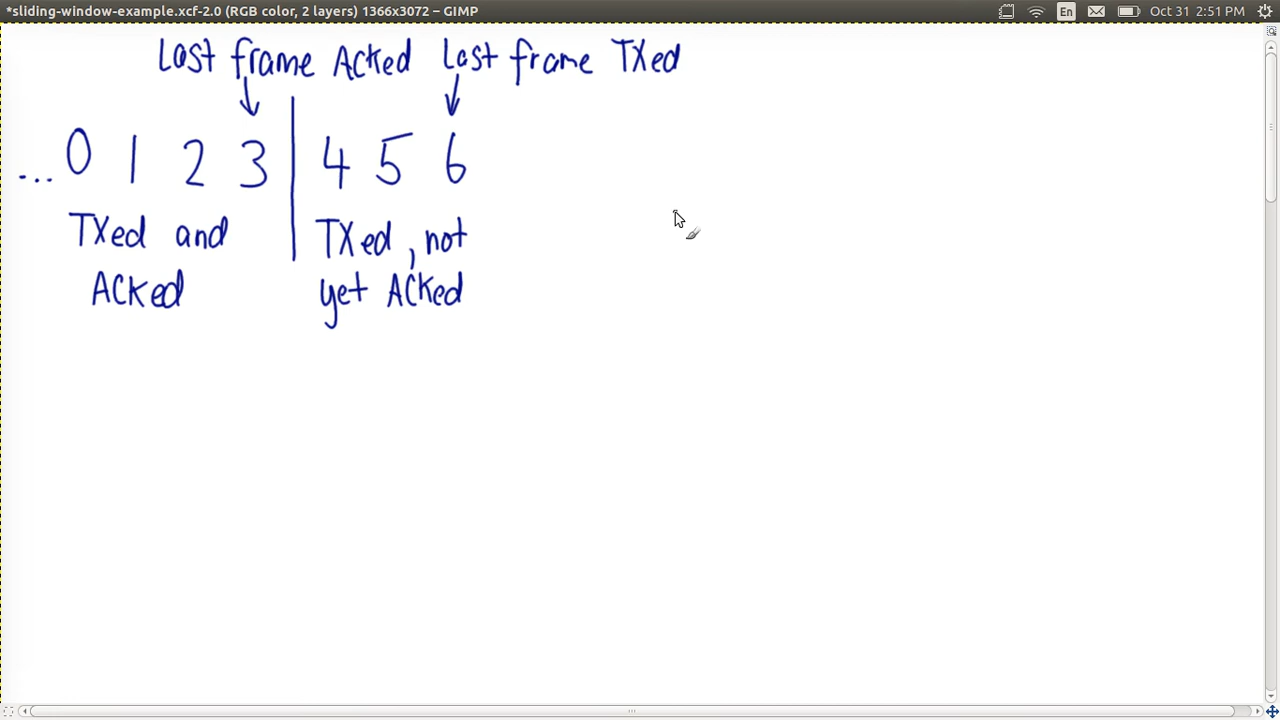 *sliding-window-example.xcf-2.0 (RGB color, 2 layers) 1366x3072 – GIMP En Oct 31 2:51 PM
Last frame Acked Last frame TXed
... 0 1 2 3 4 5 6
TXed and TXed, not
ACKed yet ACKed